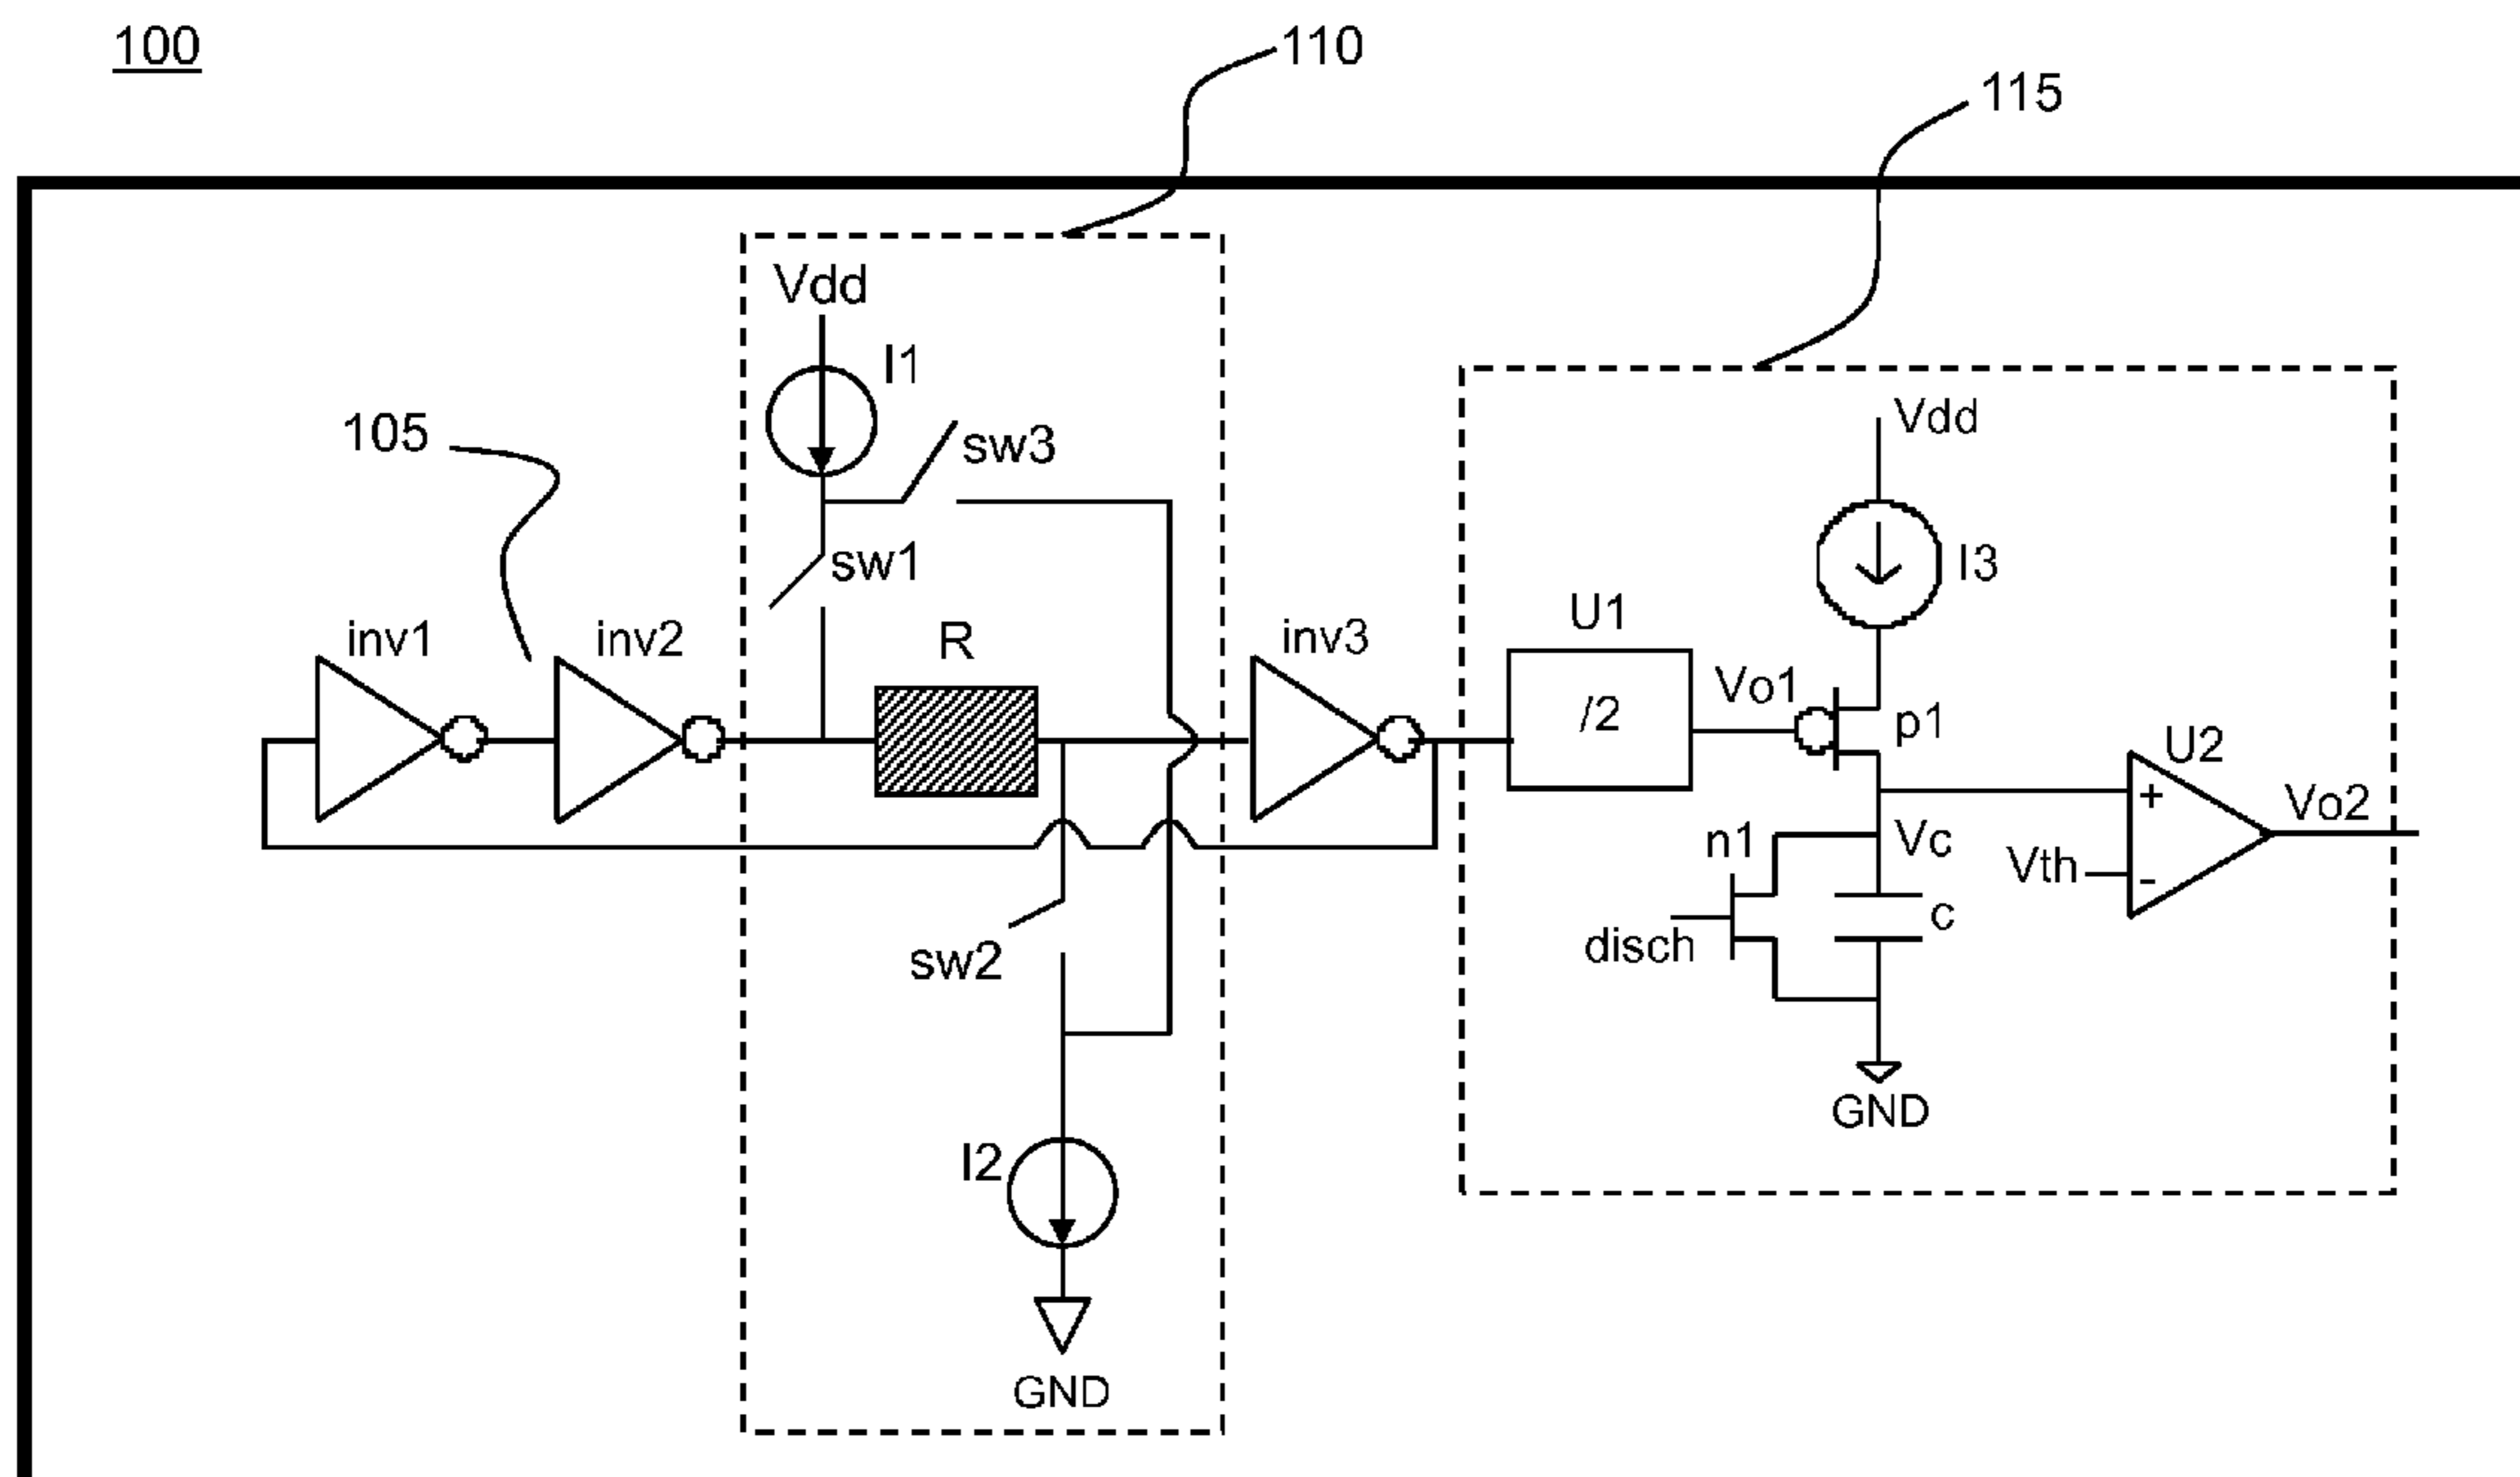 100
110
115
Vdd
I1
sw3
sw1
105
inv1
inv2
R
inv3
sw2
I2
GND
Vdd
I3
U1
/2
Vo1
p1
U2
+
Vo2
n1
Vc
Vth
-
disch
c
GND